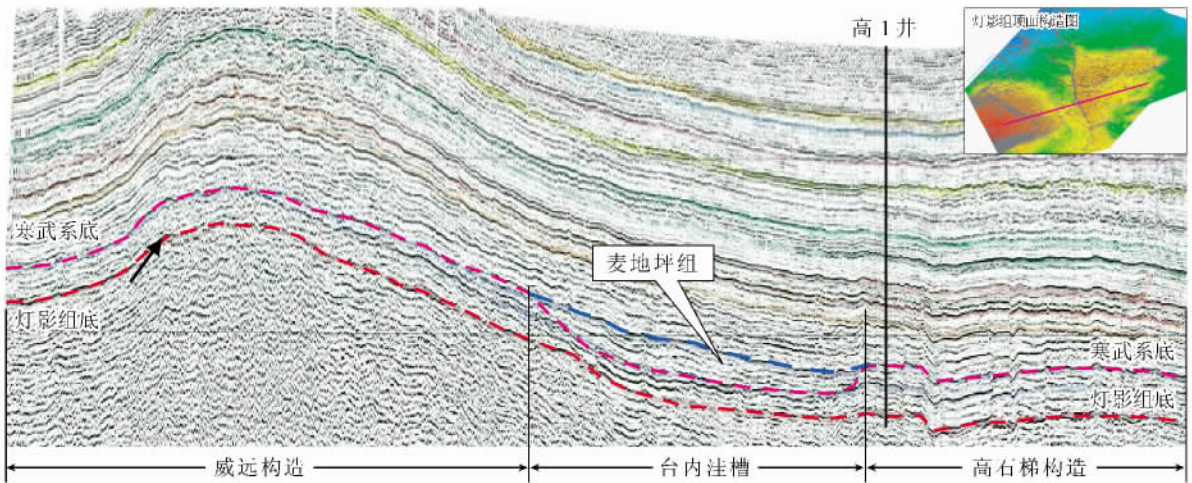 高1井
灯影组顶面构造图
寒武系底
麦地坪组
灯影组底
寒武系底
灯影组底
威远构造
台内洼槽
高石梯构造